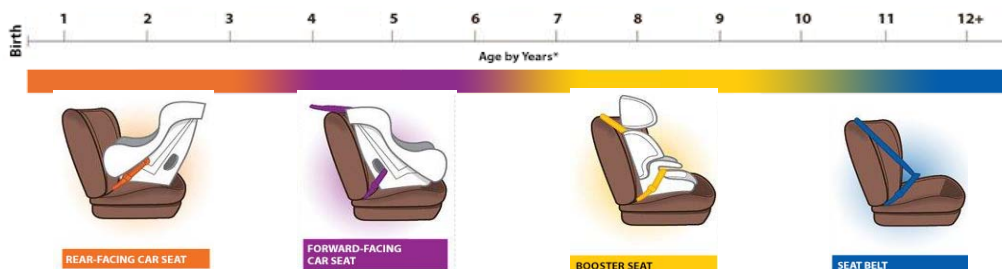 1 2 3 4 5 6 7 8 9 10 11 12+
Birth
Age by Years*
REAR-FACING CAR SEAT
FORWARD-FACING
CAR SEAT
BOOSTER SEAT
SEAT BELT